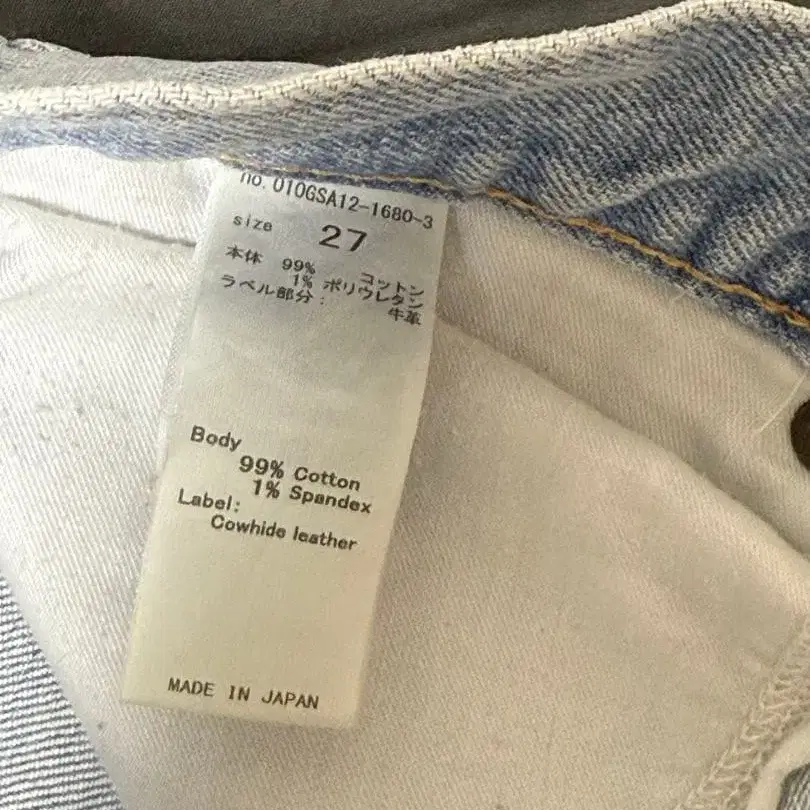 no. 010GSA12-1680-3
size 27
本体 99% コットン
1% ポリウレタン
ラベル部分: 牛革
Body
99% Cotton
1% Spandex
Label:
Cowhide leather
MADE IN JAPAN